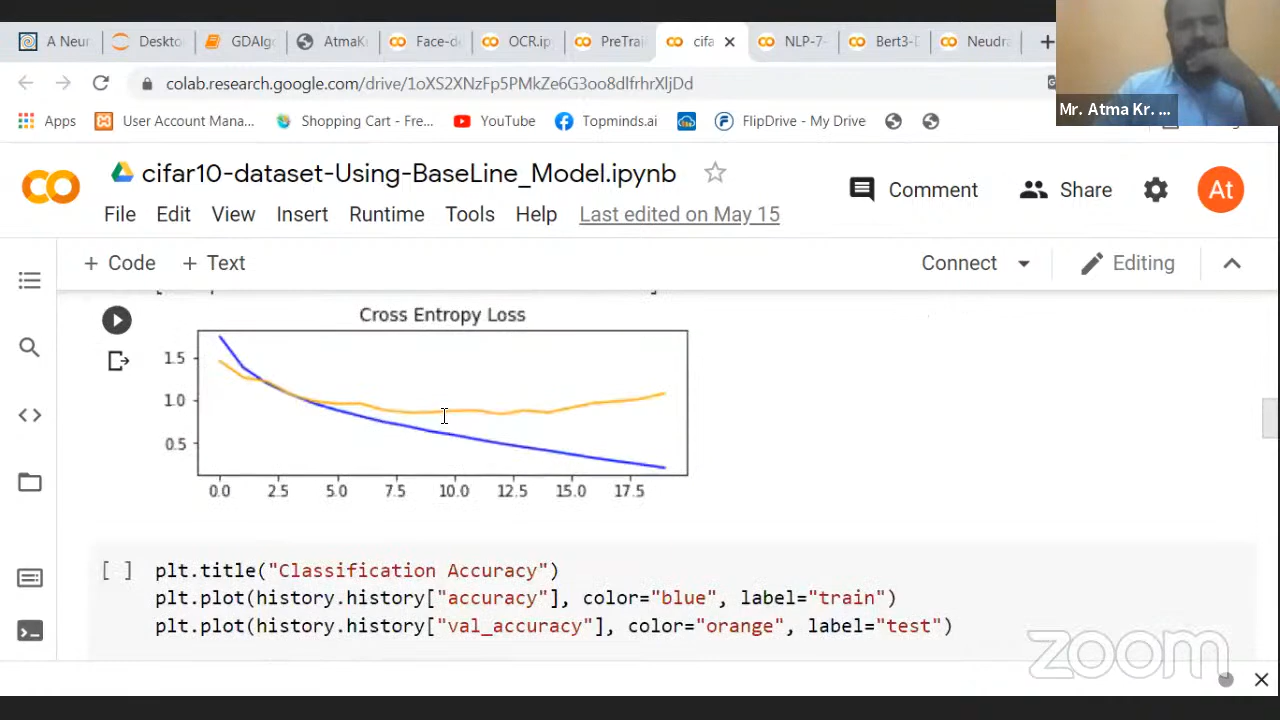 A Neur
Deskto
GDAlgo
AtmaK
Face-d
OCR.ip
PreTrai
cifa
NLP-7-
Bert3-D
Neudra
colab.research.google.com/drive/1oXS2XNzFp5PMkZe6G3oo8dlfrhrXljDd
Apps
User Account Mana...
Shopping Cart - Fre...
YouTube
Topminds.ai
FlipDrive - My Drive
Mr. Atma Kr. ...
cifar10-dataset-Using-BaseLine_Model.ipynb
Comment
Share
At
File Edit View Insert Runtime Tools Help Last edited on May 15
+ Code + Text
Connect
Editing
Cross Entropy Loss
1.5
1.0
0.5
0.0 2.5 5.0 7.5 10.0 12.5 15.0 17.5
[ ] plt.title("Classification Accuracy")
plt.plot(history.history["accuracy"], color="blue", label="train")
plt.plot(history.history["val_accuracy"], color="orange", label="test")
zoom